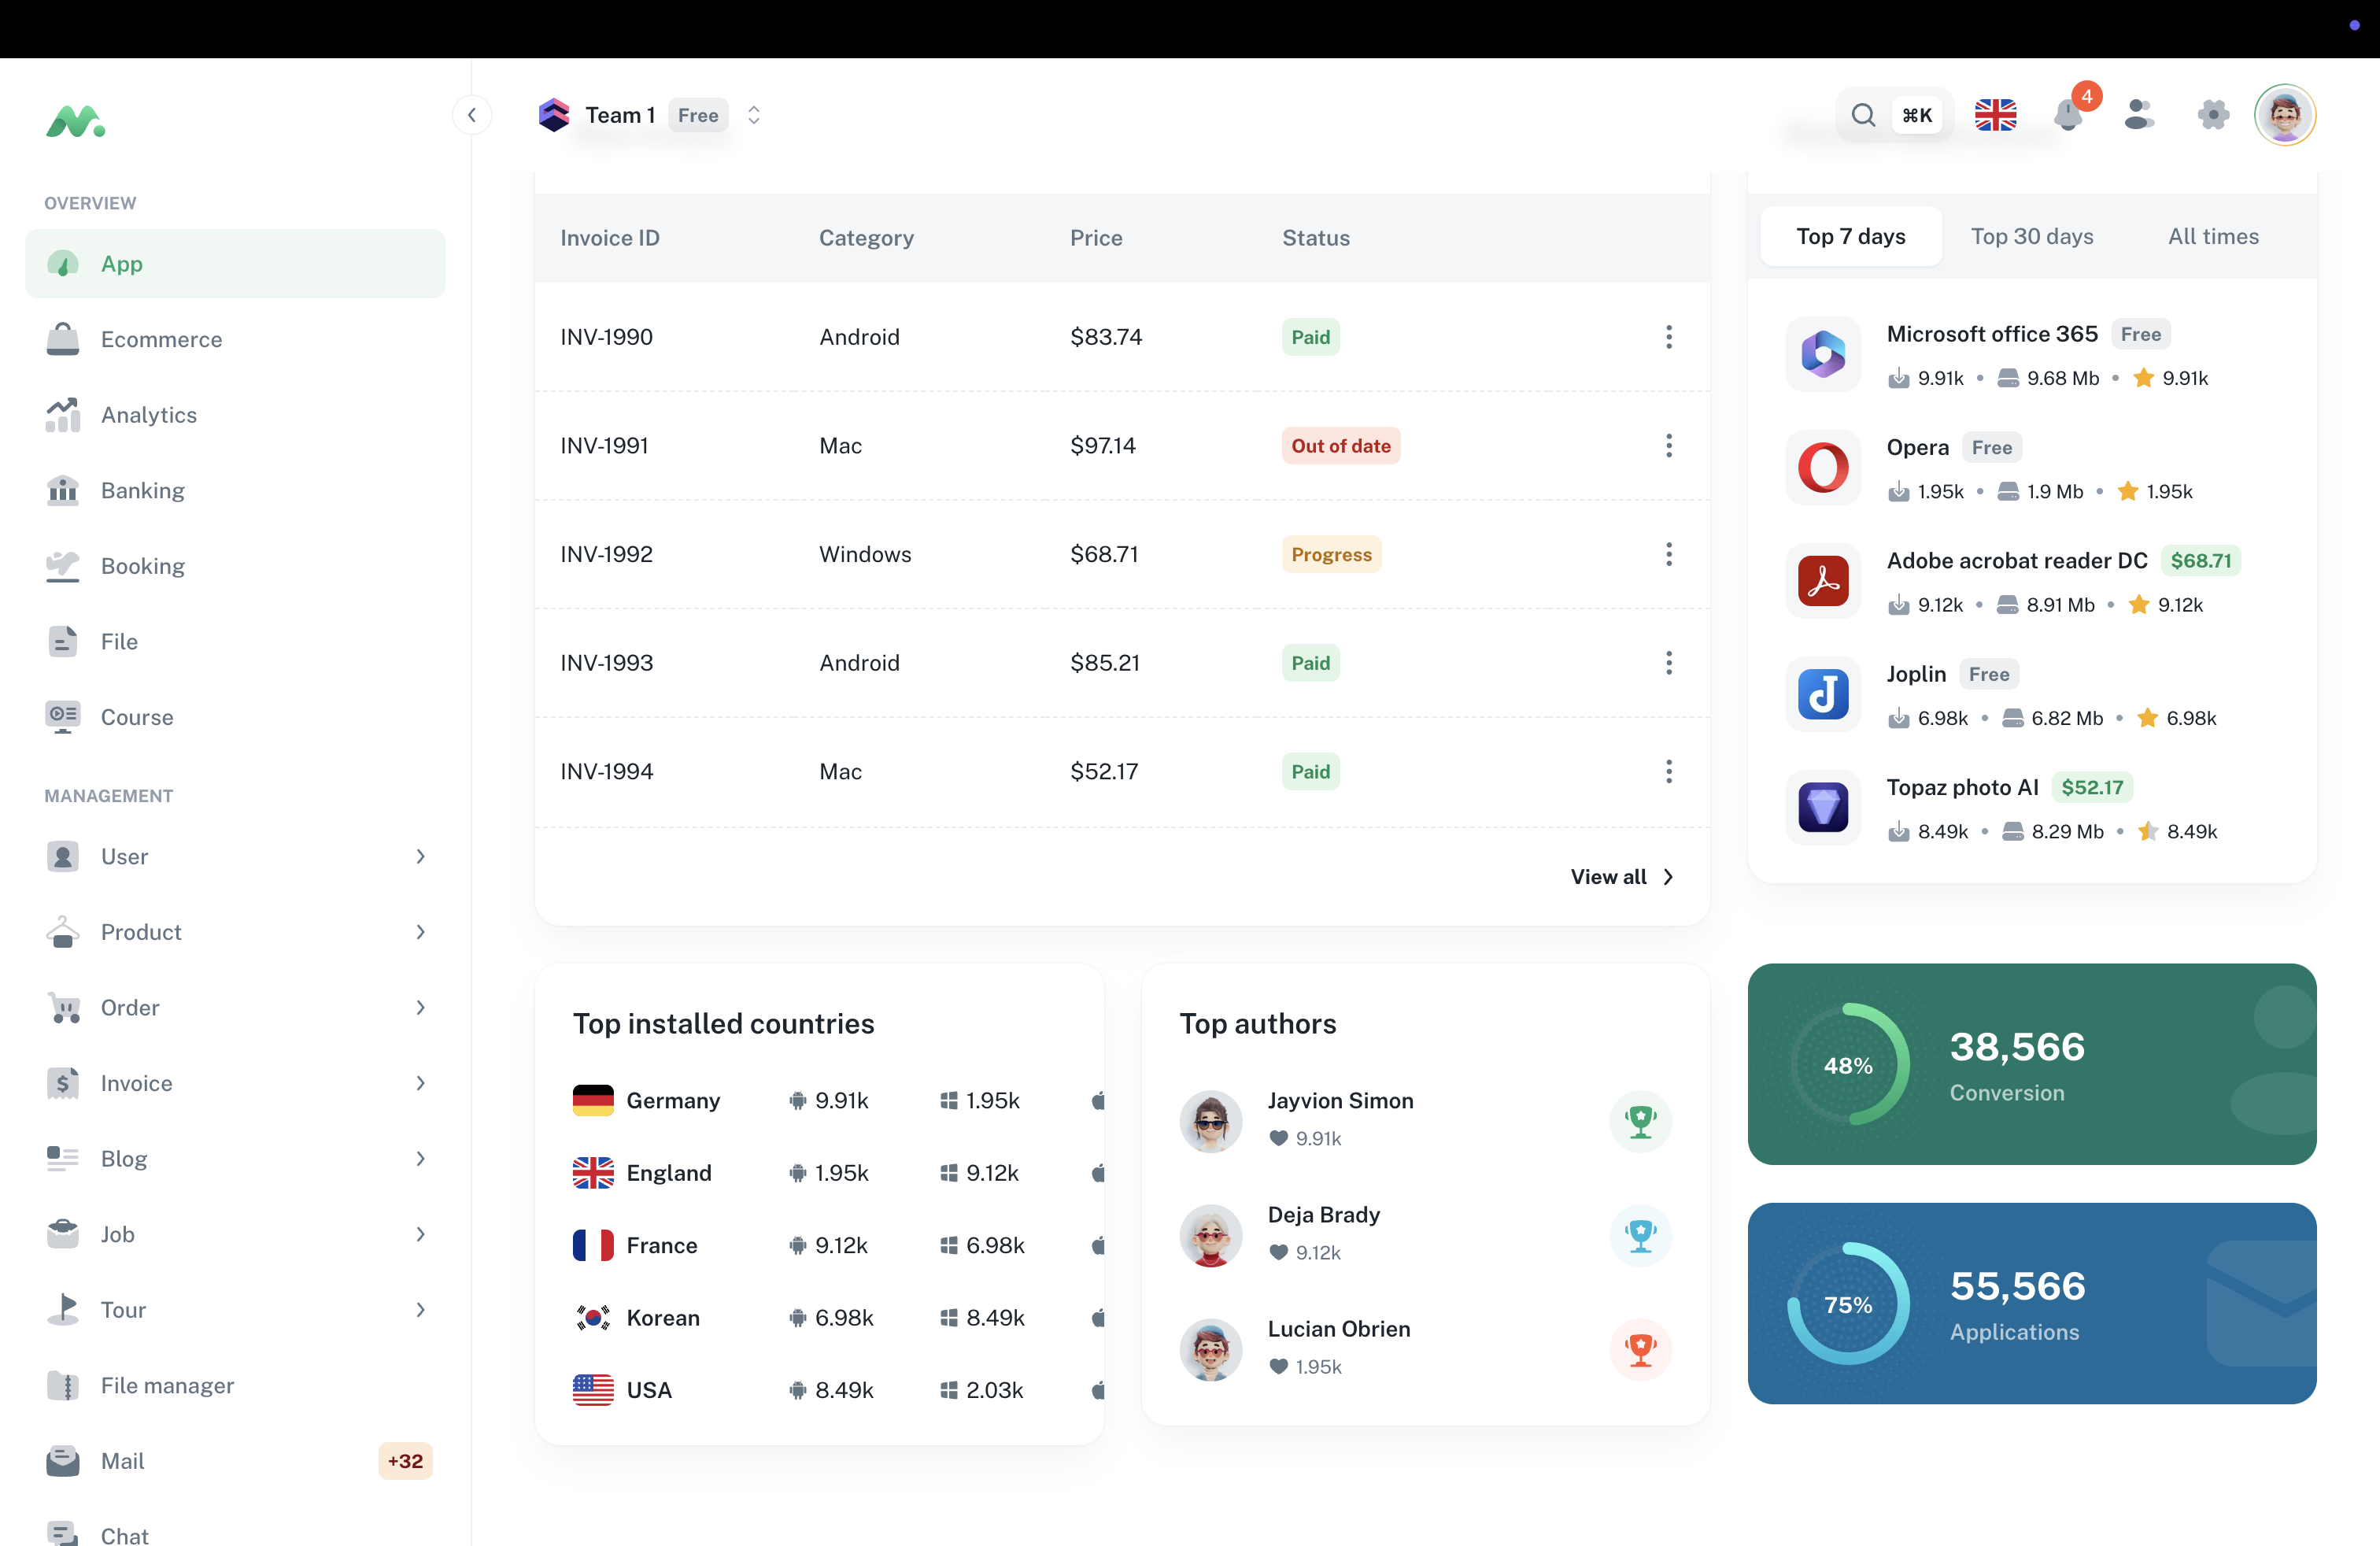 OVERVIEW
App
Ecommerce
Analytics
Banking
Booking
File
Course
MANAGEMENT
User
Product
Order
Invoice
Blog
Job
Tour
File manager
Mail +32
Chat
Team 1 Free
⌘K
4
Invoice ID Category Price Status
INV-1990 Android $83.74 Paid
INV-1991 Mac $97.14 Out of date
INV-1992 Windows $68.71 Progress
INV-1993 Android $85.21 Paid
INV-1994 Mac $52.17 Paid
View all
Top 7 days Top 30 days All times
Microsoft office 365 Free
9.91k • 9.68 Mb • 9.91k
Opera Free
1.95k • 1.9 Mb • 1.95k
Adobe acrobat reader DC $68.71
9.12k • 8.91 Mb • 9.12k
Joplin Free
6.98k • 6.82 Mb • 6.98k
Topaz photo AI $52.17
8.49k • 8.29 Mb • 8.49k
Top installed countries
Germany 9.91k 1.95k
England 1.95k 9.12k
France 9.12k 6.98k
Korean 6.98k 8.49k
USA 8.49k 2.03k
Top authors
Jayvion Simon
9.91k
Deja Brady
9.12k
Lucian Obrien
1.95k
48%
38,566
Conversion
75%
55,566
Applications